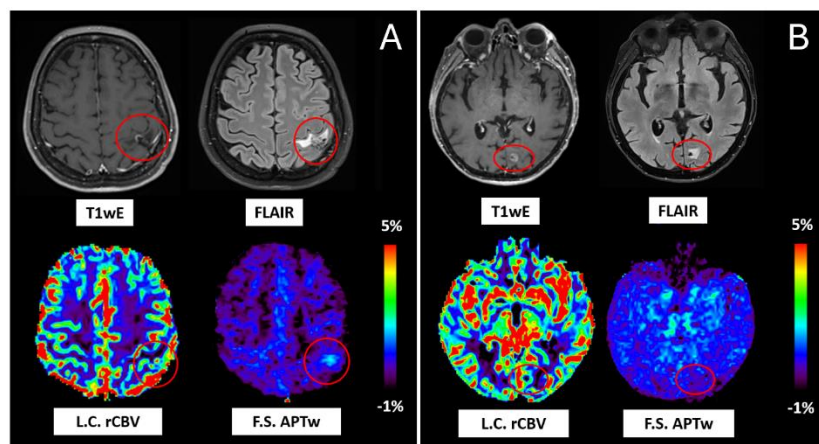 A
T1wE
FLAIR
5%
L.C. rCBV
F.S. APTw
-1%
B
T1wE
FLAIR
5%
L.C. rCBV
F.S. APTw
-1%